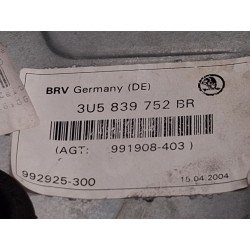 BRV Germany (DE)
3U5 839 752 BR
(AGT: 991908-403 )
992925-300
15.04.2004